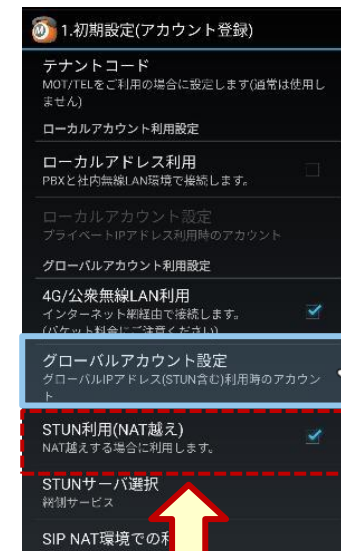 1.初期設定(アカウント登録)
テナントコード
MOT/TELをご利用の場合に設定します(通常は使用し
ません)
ローカルアカウント利用設定
ローカルアドレス利用
PBXと社内無線LAN環境で接続します。
ローカルアカウント設定
プライベートIPアドレス利用時のアカウント
グローバルアカウント利用設定
4G/公衆無線LAN利用
インターネット網経由で接続します。
(パケット料金にご注意ください)
グローバルアカウント設定
グローバルIPアドレス(STUN含む)利用時のアカウン
ト
STUN利用(NAT越え)
NAT越えする場合に利用します。
STUNサーバ選択
SIP NAT環境での